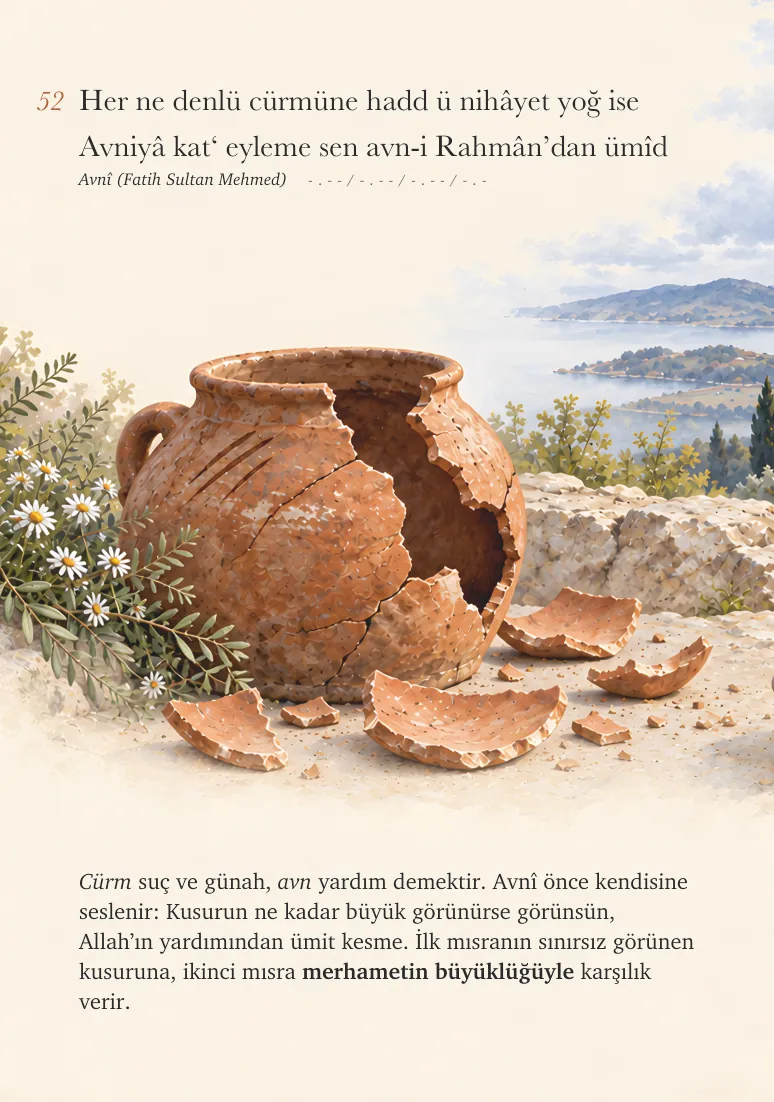 52 Her ne denlü cürmüne hadd ü nihâyet yoğ ise
Avniyâ kat‘ eyleme sen avn-i Rahmân’dan ümîd
Avnî (Fatih Sultan Mehmed) - . - - / - . - - / - . - - / - . -
Cürm suç ve günah, avn yardım demektir. Avnî önce kendisine
seslenir: Kusurun ne kadar büyük görünürse görünsün,
Allah’ın yardımından ümit kesme. İlk mısranın sınırsız görünen
kusuruna, ikinci mısra merhametin büyüklüğüyle karşılık
verir.